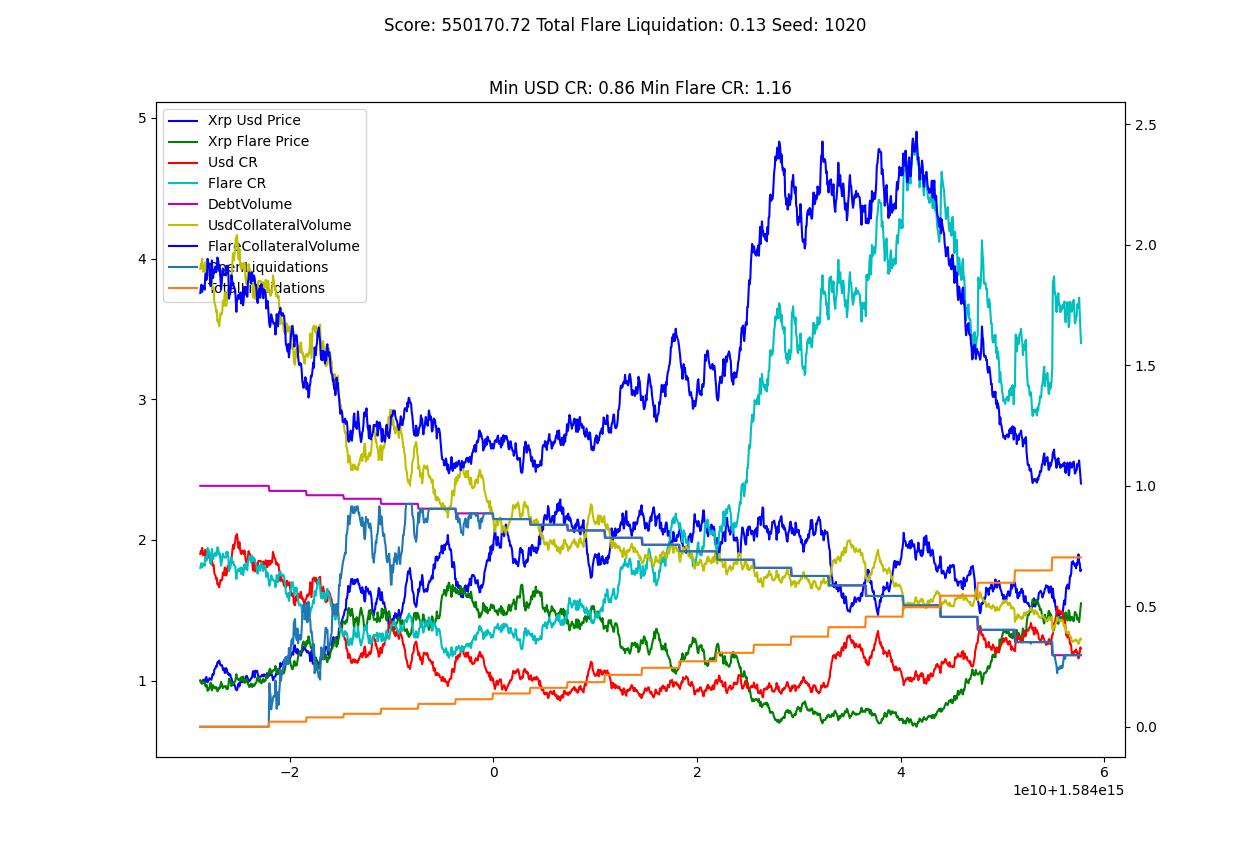 Score: 550170.72 Total Flare Liquidation: 0.13 Seed: 1020
Min USD CR: 0.86 Min Flare CR: 1.16
Xrp Usd Price
Xrp Flare Price
Usd CR
Flare CR
DebtVolume
UsdCollateralVolume
FlareCollateralVolume
5
4
3
2
1
2.5
2.0
1.5
1.0
0.5
0.0
−2
0
2
4
6
1e10+1.584e15